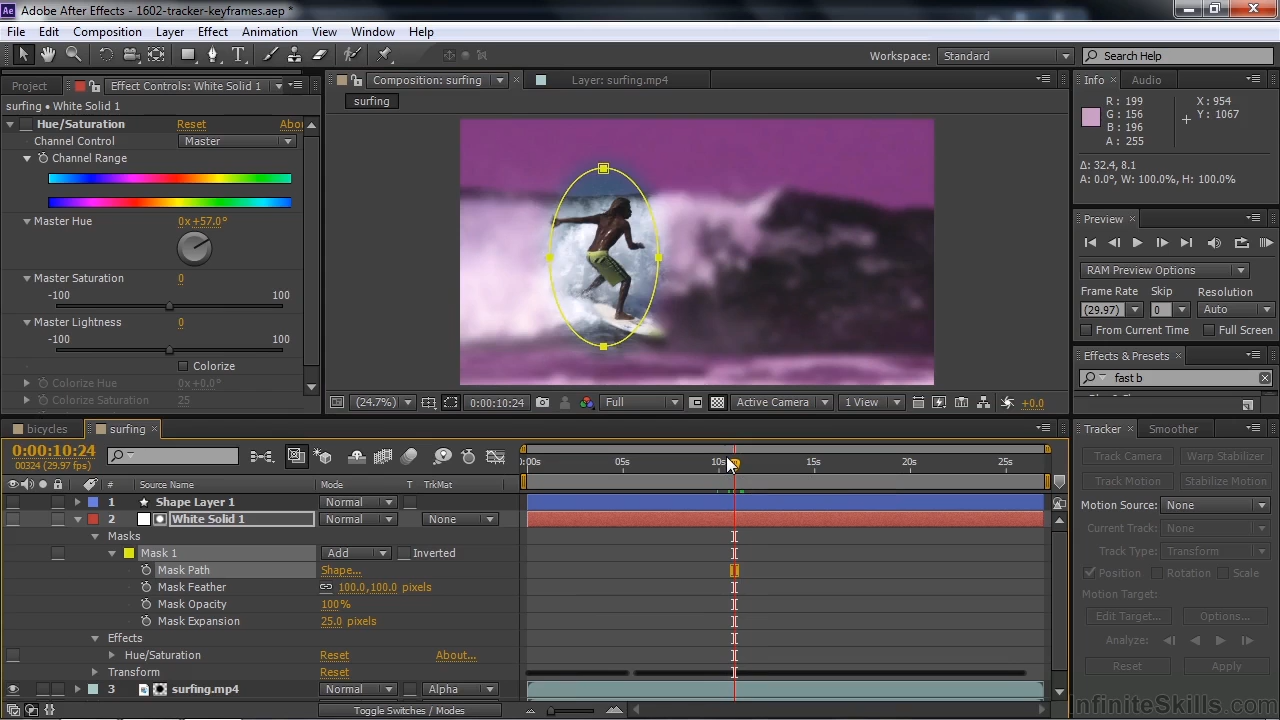 Adobe After Effects - 1602-tracker-keyframes.aep *
File Edit Composition Layer Effect Animation View Window Help
Workspace: Standard Search Help
Project Effect Controls: White Solid 1
surfing • White Solid 1
Hue/Saturation Reset Abou
Channel Control Master
Channel Range
Master Hue 0x+57.0°
Master Saturation 0
-100 100
Master Lightness 0
-100 100
Colorize
Colorize Hue 0x+0.0°
Colorize Saturation 25
Composition: surfing Layer: surfing.mp4
surfing
(24.7%) 0:00:10:24 Full Active Camera 1 View +0.0
Info Audio
R : 199 X : 954
G : 156 Y : 1067
B : 196
A : 255
Δ: 32.4, 8.1
A: 0.0°, W: 100.0%, H: 100.0%
Preview
RAM Preview Options
Frame Rate Skip Resolution
(29.97) 0 Auto
From Current Time Full Screen
Effects & Presets
fast b
Tracker Smoother
Track Camera Warp Stabilizer
Track Motion Stabilize Motion
Motion Source: None
Current Track: None
Track Type: Transform
Position Rotation Scale
Motion Target:
Edit Target... Options...
Analyze:
Reset Apply
bicycles surfing
0:00:10:24
00324 (29.97 fps)
0:00s 05s 10s 15s 20s 25s
# Source Name Mode T TrkMat
1 Shape Layer 1 Normal
2 White Solid 1 Normal None
Masks
Mask 1 Add Inverted
Mask Path Shape...
Mask Feather 100.0,100.0 pixels
Mask Opacity 100%
Mask Expansion 25.0 pixels
Effects
Hue/Saturation Reset About...
Transform Reset
3 surfing.mp4 Normal Alpha
Toggle Switches / Modes
InfiniteSkills.com